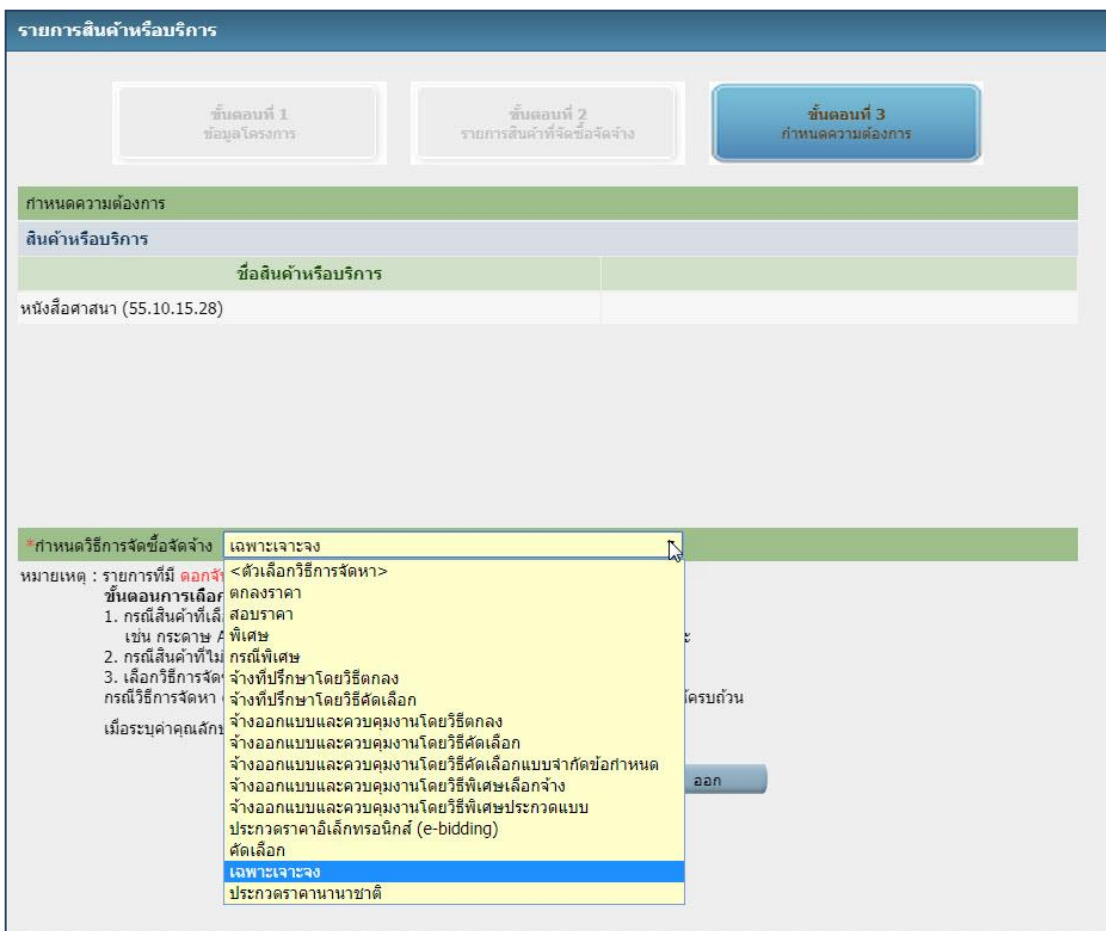 รายการสินค้าหรือบริการ
ขั้นตอนที่ 1
ข้อมูลโครงการ
ขั้นตอนที่ 2
รายการสินค้าที่จัดซื้อจัดจ้าง
ขั้นตอนที่ 3
กำหนดความต้องการ
กำหนดความต้องการ
สินค้าหรือบริการ
ชื่อสินค้าหรือบริการ
หนังสือศาสนา (55.10.15.28)
*กำหนดวิธีการจัดซื้อจัดจ้าง เฉพาะเจาะจง
<ตัวเลือกวิธีการจัดหา>
ตกลงราคา
สอบราคา
พิเศษ
กรณีพิเศษ
จ้างที่ปรึกษาโดยวิธีตกลง
จ้างที่ปรึกษาโดยวิธีคัดเลือก
จ้างออกแบบและควบคุมงานโดยวิธีตกลง
จ้างออกแบบและควบคุมงานโดยวิธีคัดเลือก
จ้างออกแบบและควบคุมงานโดยวิธีคัดเลือกแบบจำกัดข้อกำหนด
จ้างออกแบบและควบคุมงานโดยวิธีพิเศษเลือกจ้าง
จ้างออกแบบและควบคุมงานโดยวิธีพิเศษประกวดแบบ
ประกวดราคาอิเล็กทรอนิกส์ (e-bidding)
คัดเลือก
เฉพาะเจาะจง
ประกวดราคานานาชาติ
หมายเหตุ : รายการที่มี ดอกจั
ขั้นตอนการเลือก
1. กรณีสินค้าที่เลื
เช่น กระดาษ A
2. กรณีสินค้าที่ไม่
3. เลือกวิธีการจัด
กรณีวิธีการจัดหา
ครบถ้วน
เมื่อระบุค่าคุณลัก
ออก